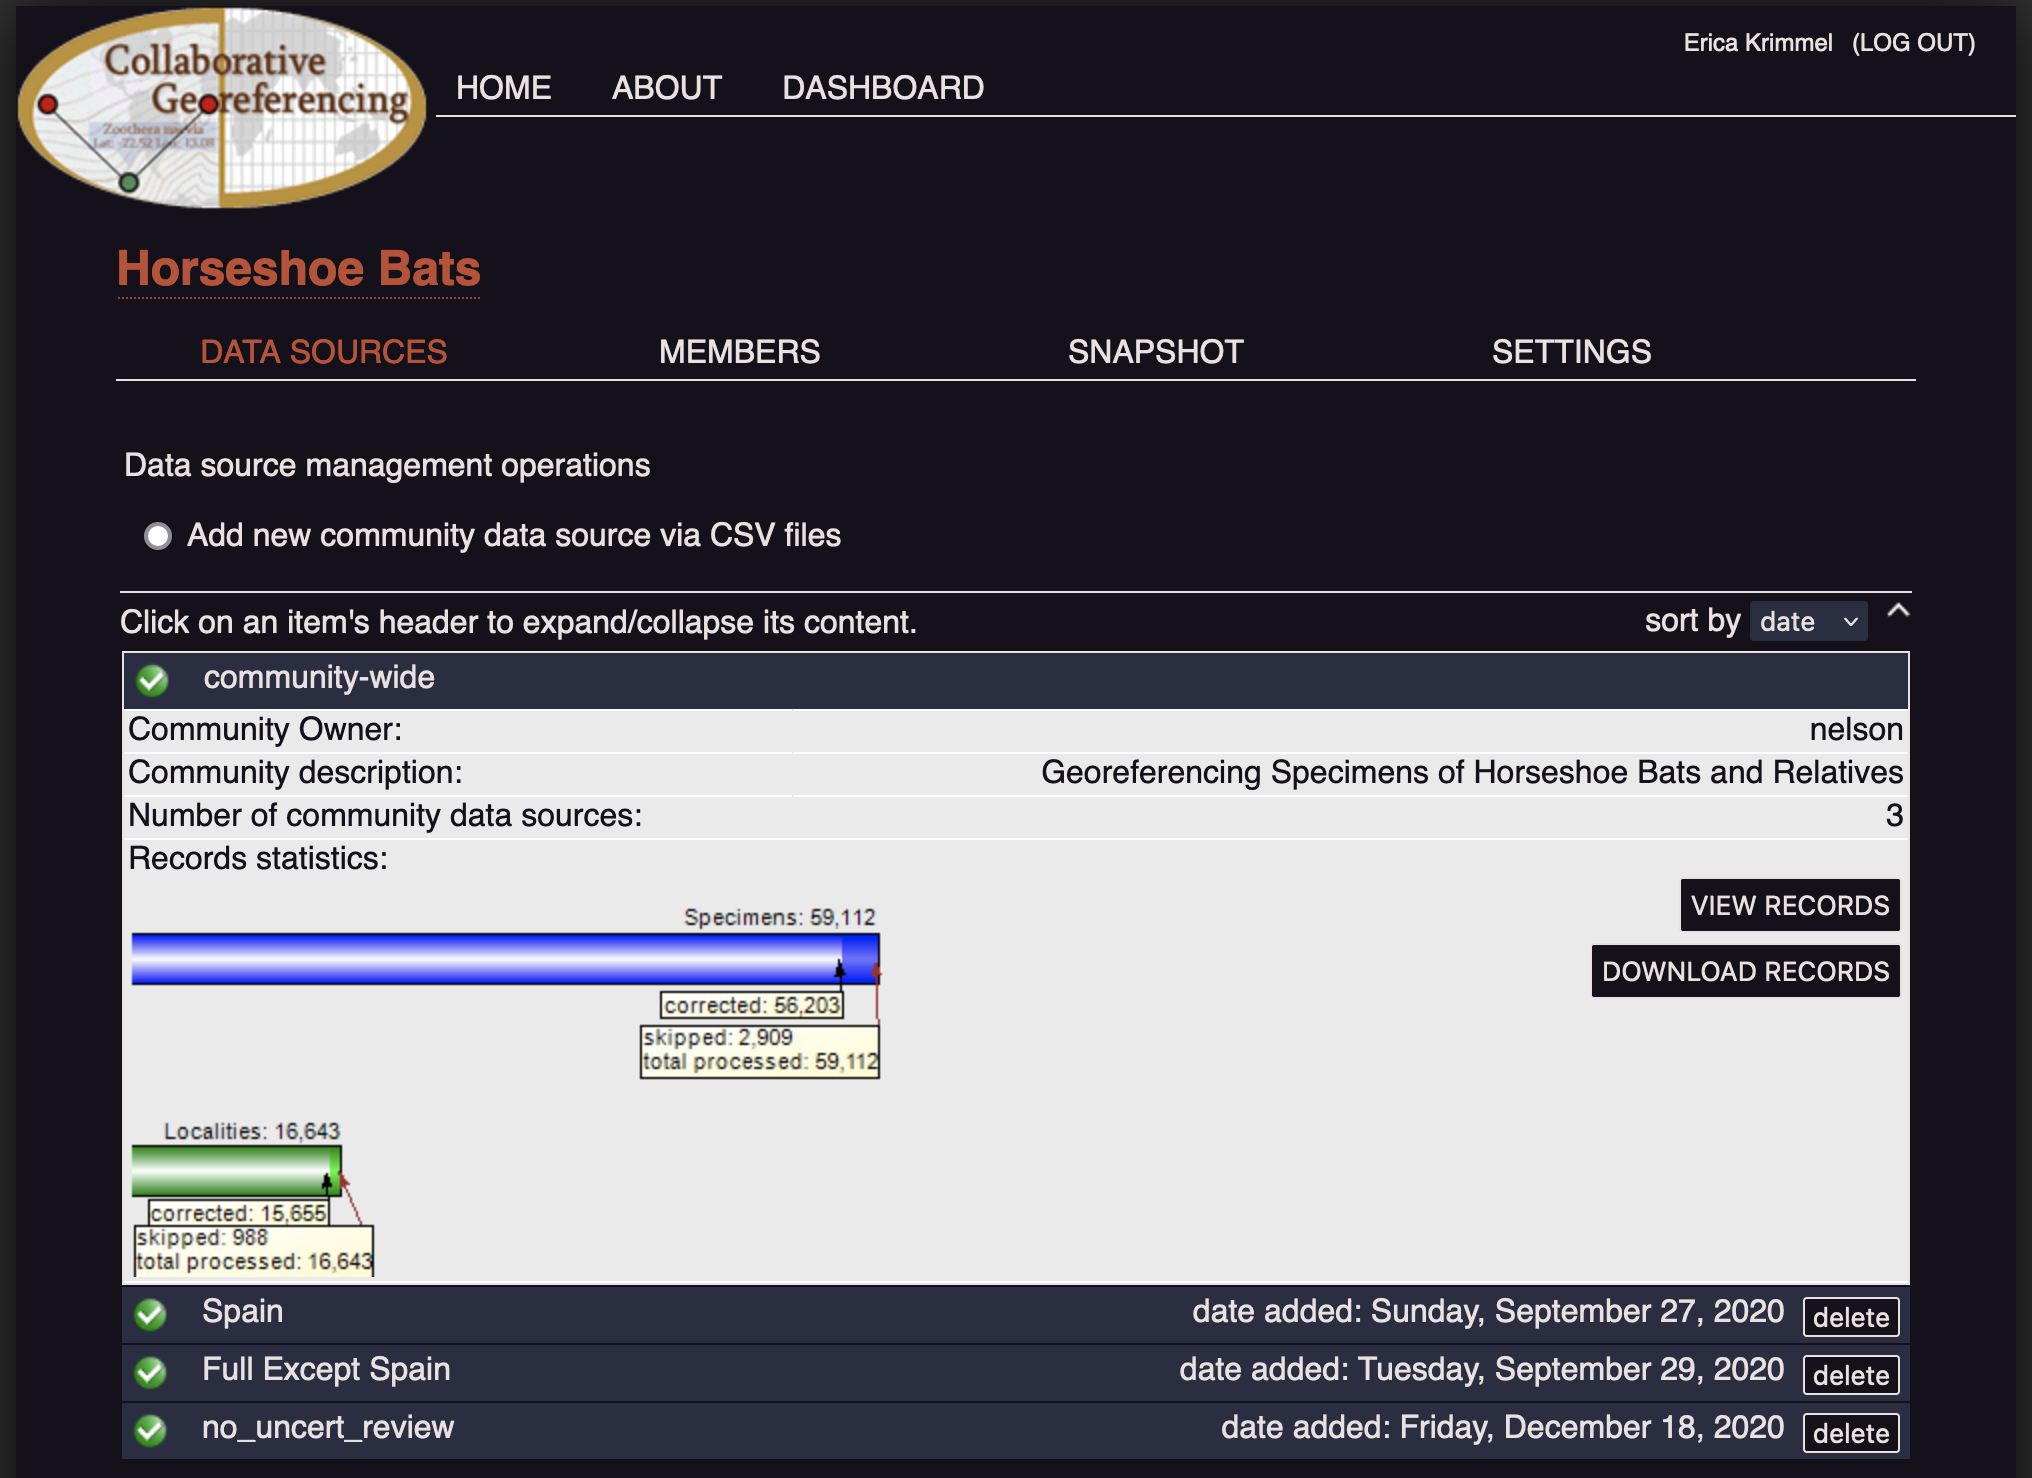 Erica Krimmel (LOG OUT)
Collaborative
Georeferencing
HOME ABOUT DASHBOARD
Horseshoe Bats
DATA SOURCES MEMBERS SNAPSHOT SETTINGS
Data source management operations
Add new community data source via CSV files
Click on an item's header to expand/collapse its content. sort by date
community-wide
Community Owner: nelson
Community description: Georeferencing Specimens of Horseshoe Bats and Relatives
Number of community data sources: 3
Records statistics:
VIEW RECORDS
DOWNLOAD RECORDS
Specimens: 59,112
corrected: 56,203
skipped: 2,909
total processed: 59,112
Localities: 16,643
corrected: 15,655
skipped: 988
total processed: 16,643
Spain date added: Sunday, September 27, 2020 delete
Full Except Spain date added: Tuesday, September 29, 2020 delete
no_uncert_review date added: Friday, December 18, 2020 delete